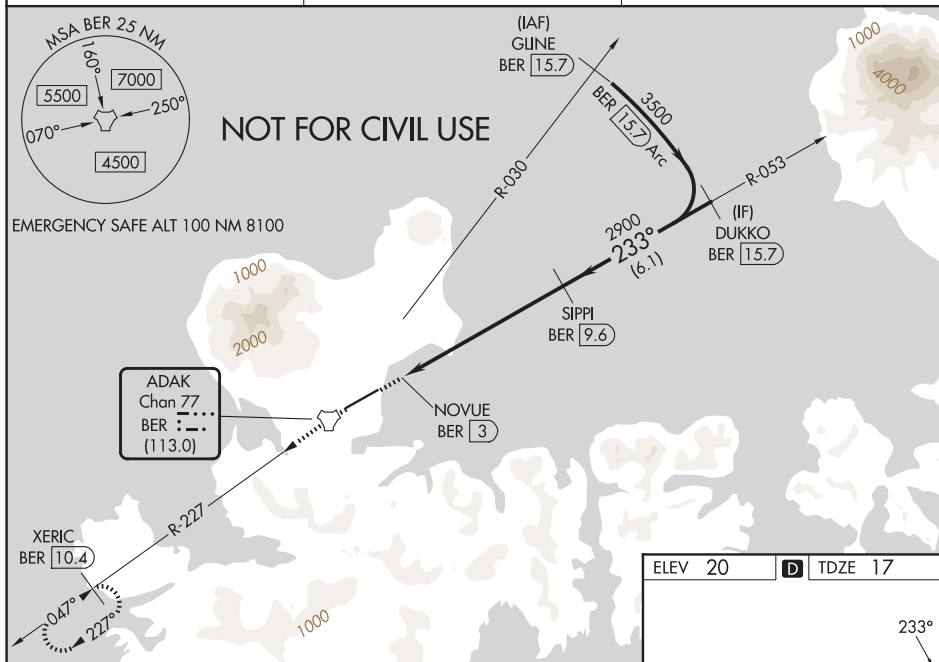 MSA BER 25 NM
160°
5500
7000
070°
250°
4500
EMERGENCY SAFE ALT 100 NM 8100
NOT FOR CIVIL USE
(IAF)
GLINE
BER 15.7
3500
BER 15.7 Arc
R-030
R-053
1000
4000
(IF)
DUKKO
BER 15.7
2900
233°
(6.1)
SIPPI
BER 9.6
1000
2000
NOVUE
BER 3
ADAK
Chan 77
BER
(113.0)
R-227
XERIC
BER 10.4
047°
227°
1000
ELEV 20
D
TDZE 17
233°